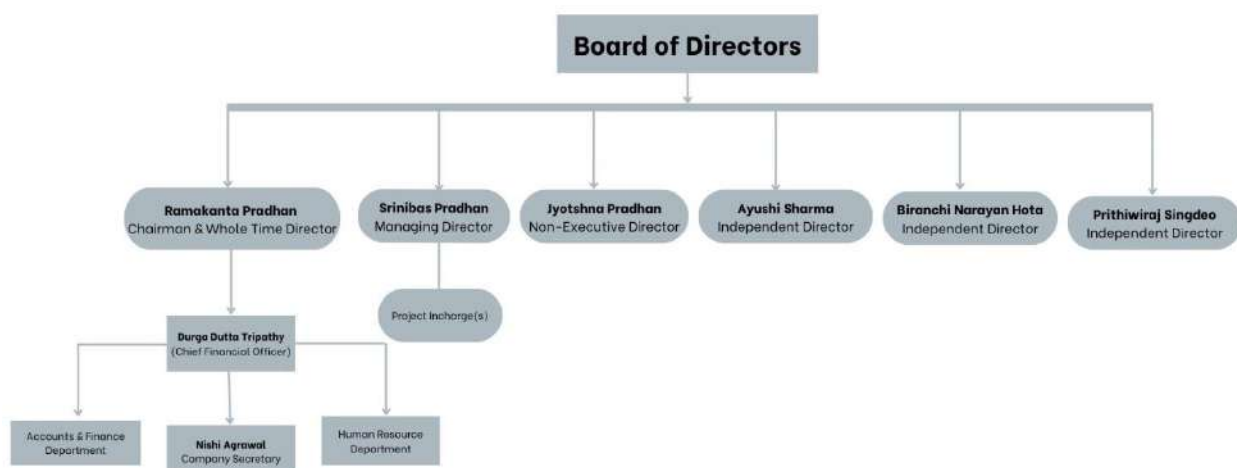 Board of Directors
Ramakanta Pradhan
Chairman & Whole Time Director
Srinibas Pradhan
Managing Director
Jyotshna Pradhan
Non-Executive Director
Ayushi Sharma
Independent Director
Biranchi Narayan Hota
Independent Director
Prithiwiraj Singdeo
Independent Director
Project Incharge(s)
Durga Dutta Tripathy
(Chief Financial Officer)
Accounts & Finance
Department
Nishi Agrawal
Company Secretary
Human Resource
Department